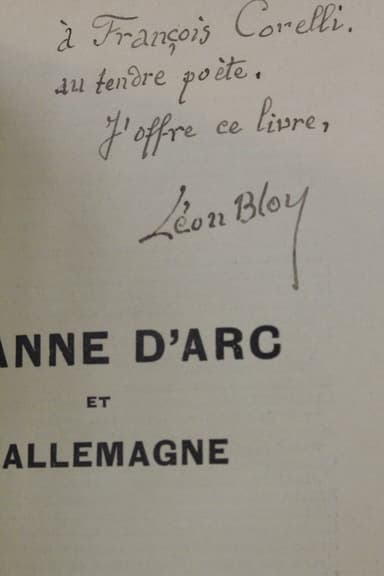 à François Corelli.
au tendre poète.
J'offre ce livre,
Léon Bloy
ANNE D'ARC
ET
ALLEMAGNE